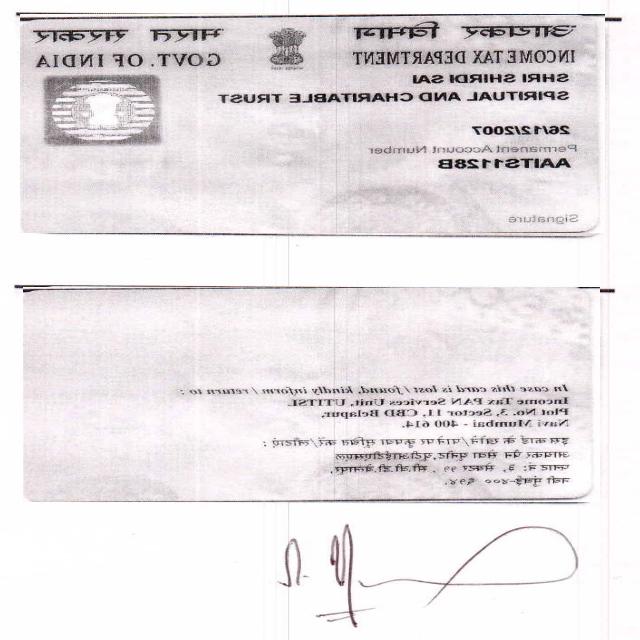 आयकर विभाग
INCOME TAX DEPARTMENT
भारत सरकार
GOVT. OF INDIA
SHRI SHIRDI SAI
SPIRITUAL AND CHARITABLE TRUST
26/12/2007
Permanent Account Number
AAITS1128B
Signature
In case this card is lost / found, kindly inform / return to :
Income Tax PAN Services Unit, UTITSL
Plot No. 3, Sector 11, CBD Belapur,
Navi Mumbai - 400 614.
इस कार्ड के खोने/पाने पर कृपया सूचित करें/लौटाएं :
आयकर पैन सेवा यूनिट, यूटीआईटीएसएल
प्लाट नं: ३, सेक्टर ११ , सी.बी.डी.बेलापूर,
नवी मुंबई-४०० ६१४.